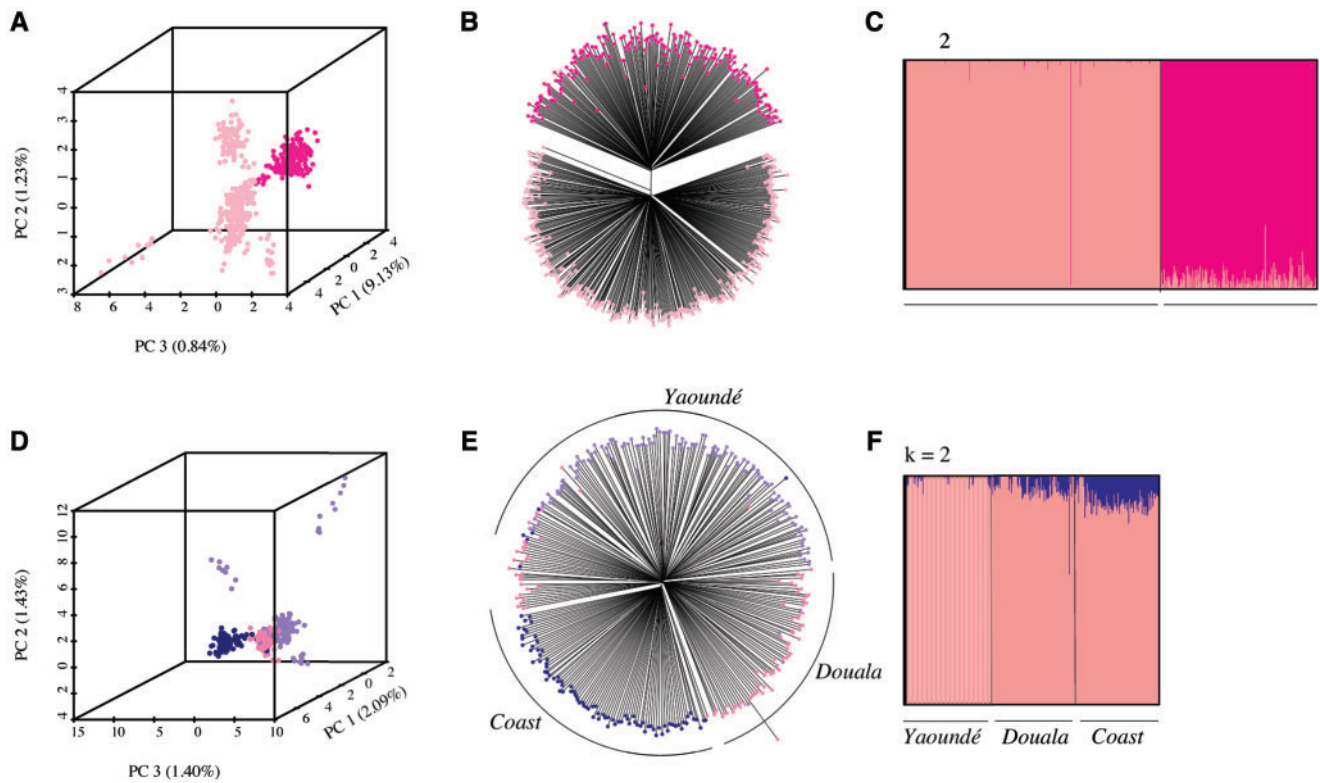 A
4
3
2
1
0
1
2
3
PC 2 (1.23%)
8 6 4 2 0 2 4
PC 3 (0.84%)
4 2 0 2 4
PC 1 (9.13%)
B
C
2
D
12
10
8
6
4
2
0
2
4
PC 2 (1.43%)
15 10 5 0 5 10
PC 3 (1.40%)
6 4 2 0 2
PC 1 (2.09%)
E
Yaoundé
Douala
Coast
F
k = 2
Yaoundé Douala Coast